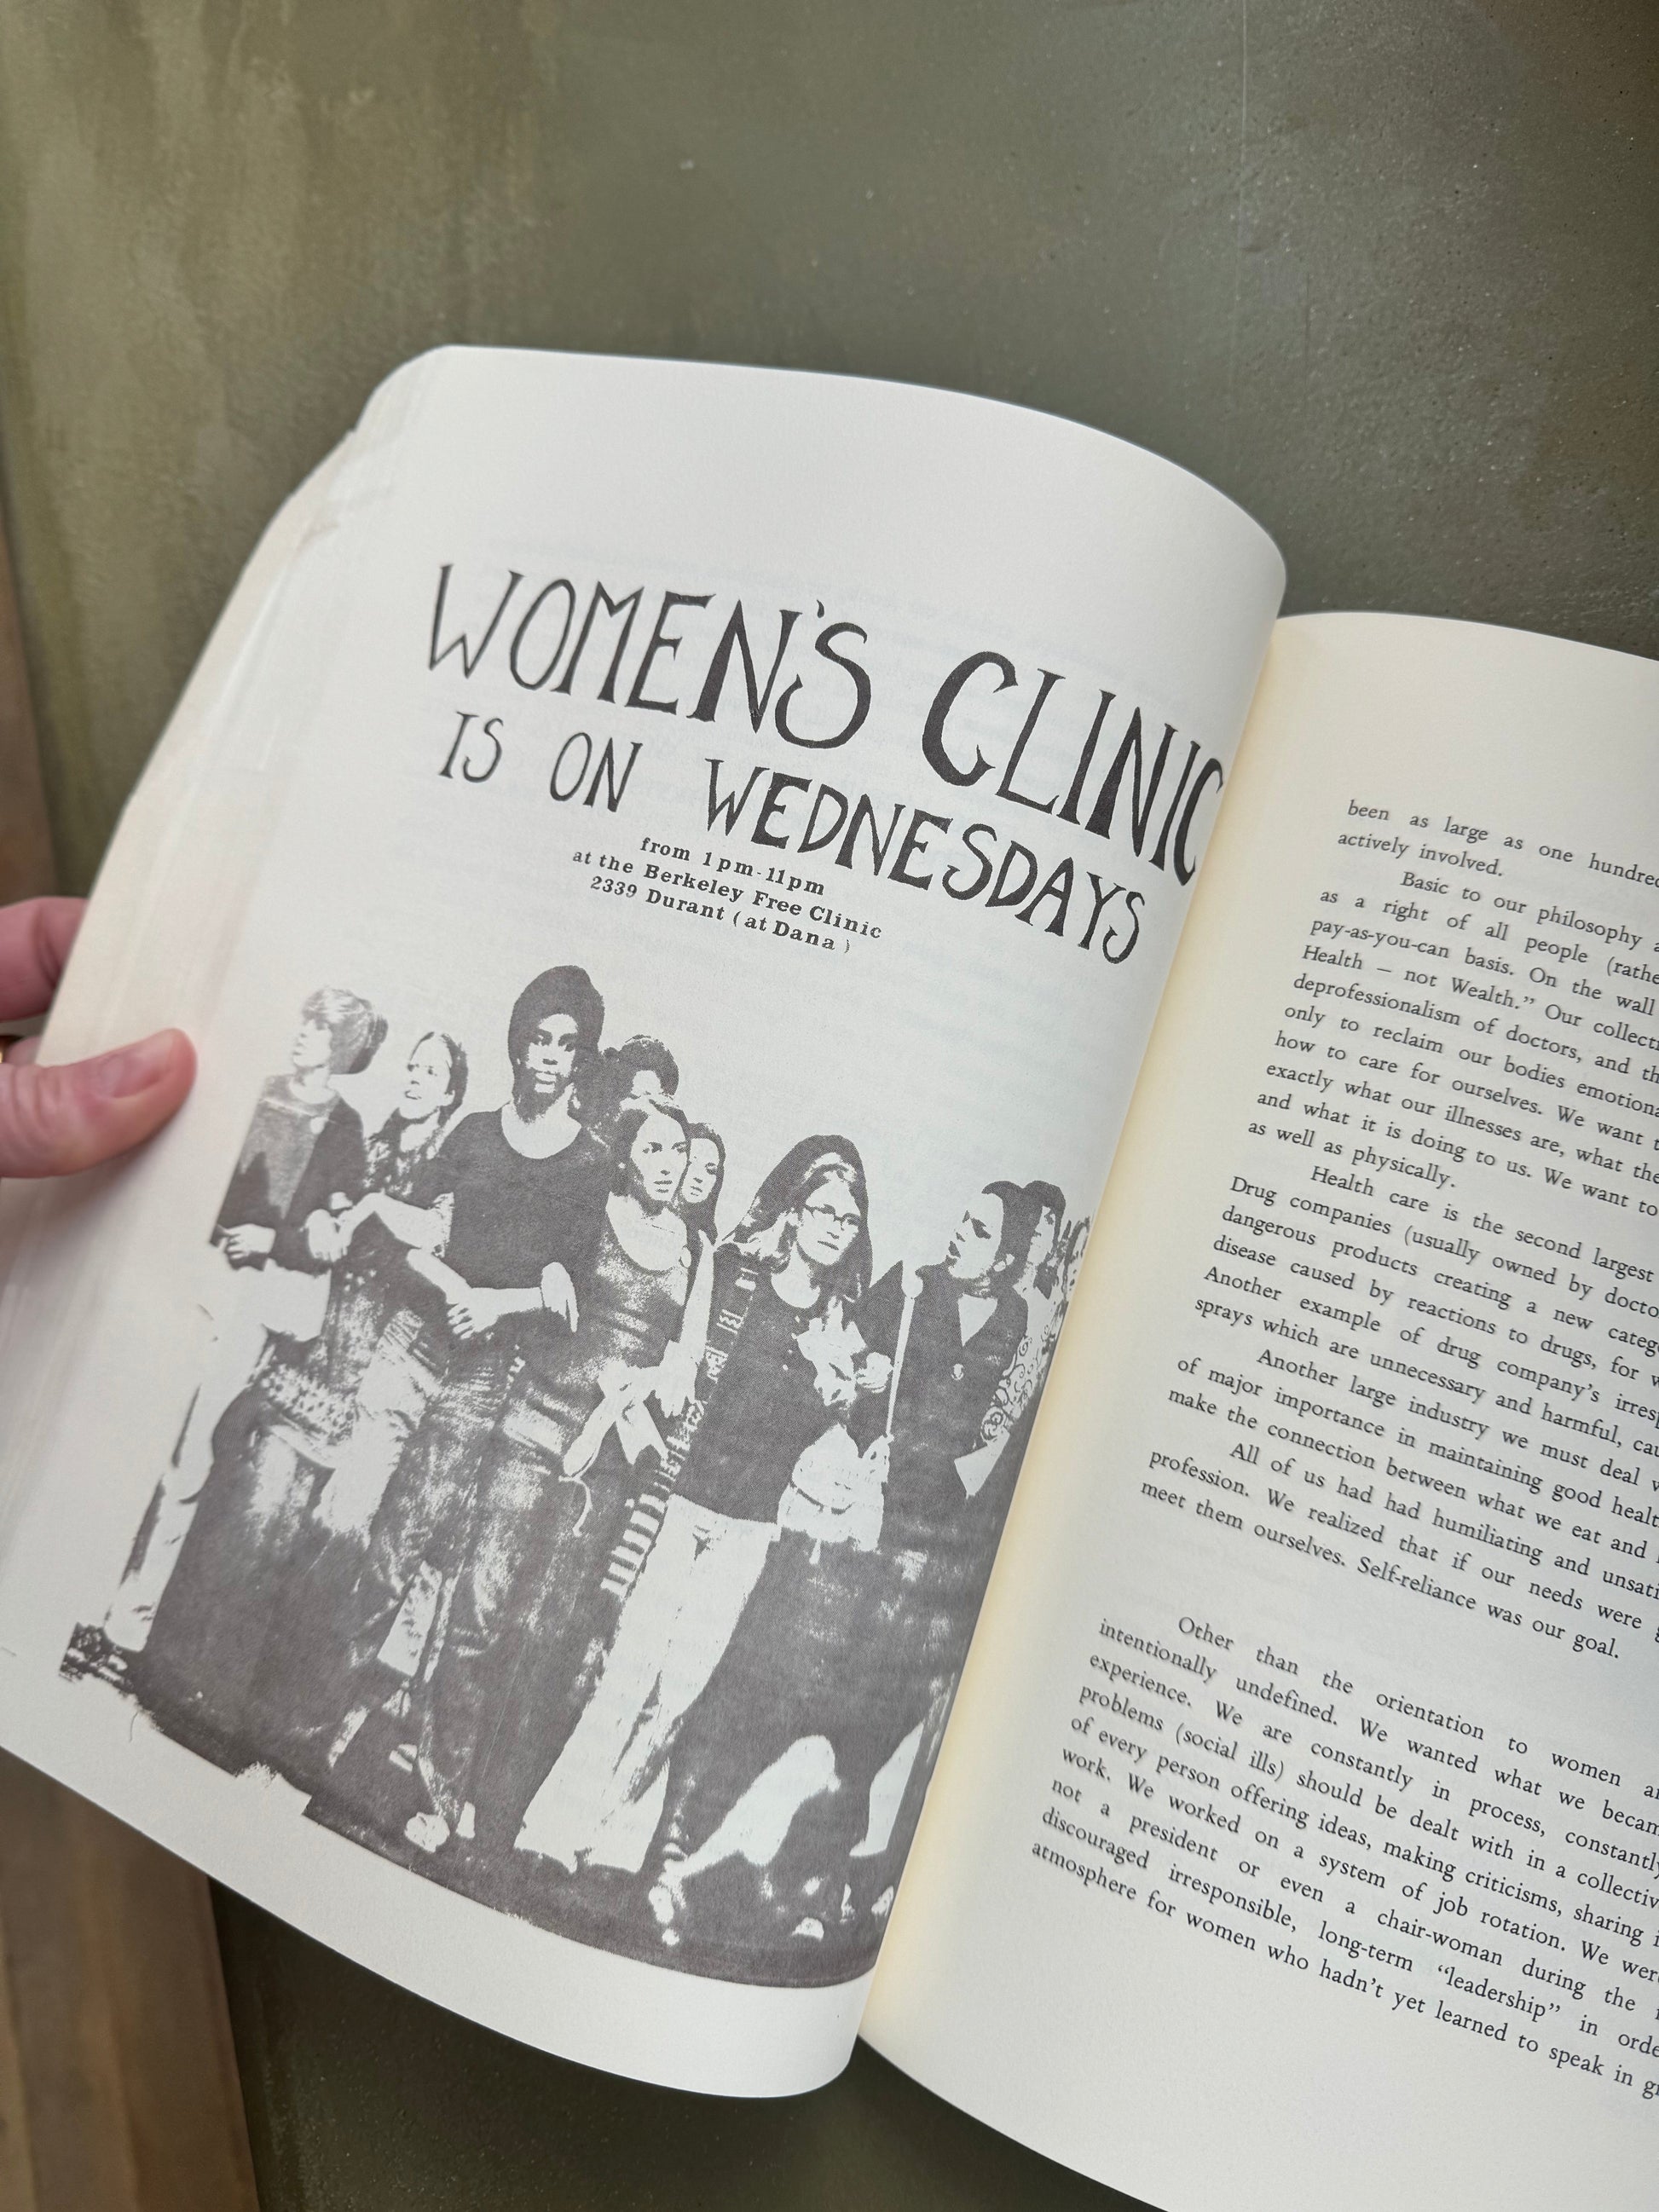 WOMEN'S CLINIC
IS ON WEDNESDAYS
from 1pm-11pm
at the Berkeley Free Clinic
2339 Durant (at Dana)
been as large as one hundred
actively involved.
Basic to our philosophy
as a right of all people (rathe
pay-as-you-can basis. On the wall
Health — not Wealth.” Our collecti
deprofessionalism of doctors, and th
only to reclaim our bodies emotiona
how to care for ourselves. We want t
exactly what our illnesses are, what the
and what it is doing to us. We want to
as well as physically.
Health care is the second largest
Drug companies (usually owned by docto
dangerous products creating a new categ
disease caused by reactions to drugs, for w
Another example of drug company’s irresp
sprays which are unnecessary and harmful, cau
Another large industry we must deal w
of major importance in maintaining good healt
make the connection between what we eat and
All of us had had humiliating and unsati
profession. We realized that if our needs were g
meet them ourselves. Self-reliance was our goal.
Other than the orientation to women a
intentionally undefined. We wanted what we becam
experience. We are constantly in process, constantly
problems (social ills) should be dealt with in a collectiv
of every person offering ideas, making criticisms, sharing i
work. We worked on a system of job rotation. We were
not a president or even a chair-woman during the
discouraged irresponsible, long-term “leadership” in orde
atmosphere for women who hadn’t yet learned to speak in gr